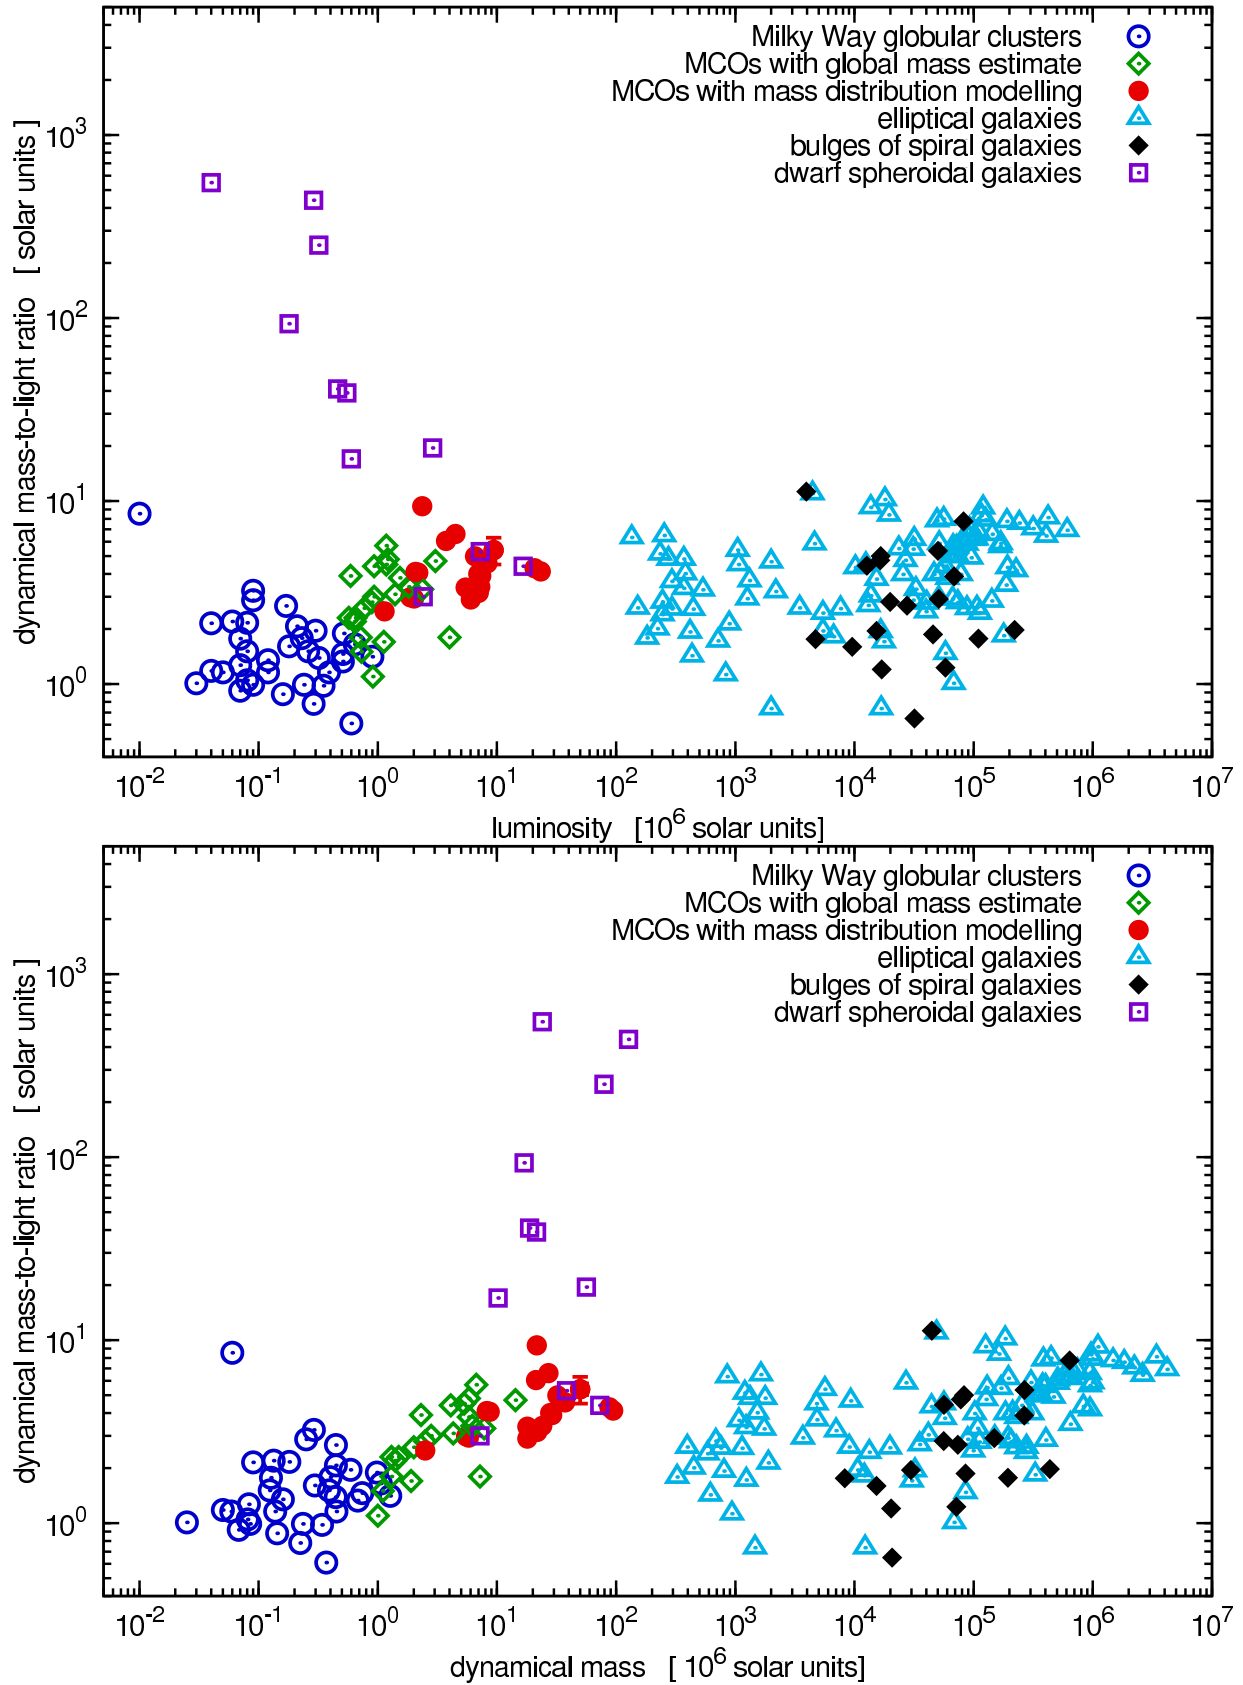 Milky Way globular clusters
MCOs with global mass estimate
MCOs with mass distribution modelling
elliptical galaxies
bulges of spiral galaxies
dwarf spheroidal galaxies
dynamical mass-to-light ratio [ solar units ]
10^3
10^2
10^1
10^0
10^-2 10^-1 10^0 10^1 10^2 10^3 10^4 10^5 10^6 10^7
luminosity [10^6 solar units]
Milky Way globular clusters
MCOs with global mass estimate
MCOs with mass distribution modelling
elliptical galaxies
bulges of spiral galaxies
dwarf spheroidal galaxies
dynamical mass-to-light ratio [ solar units ]
10^3
10^2
10^1
10^0
10^-2 10^-1 10^0 10^1 10^2 10^3 10^4 10^5 10^6 10^7
dynamical mass [ 10^6 solar units]